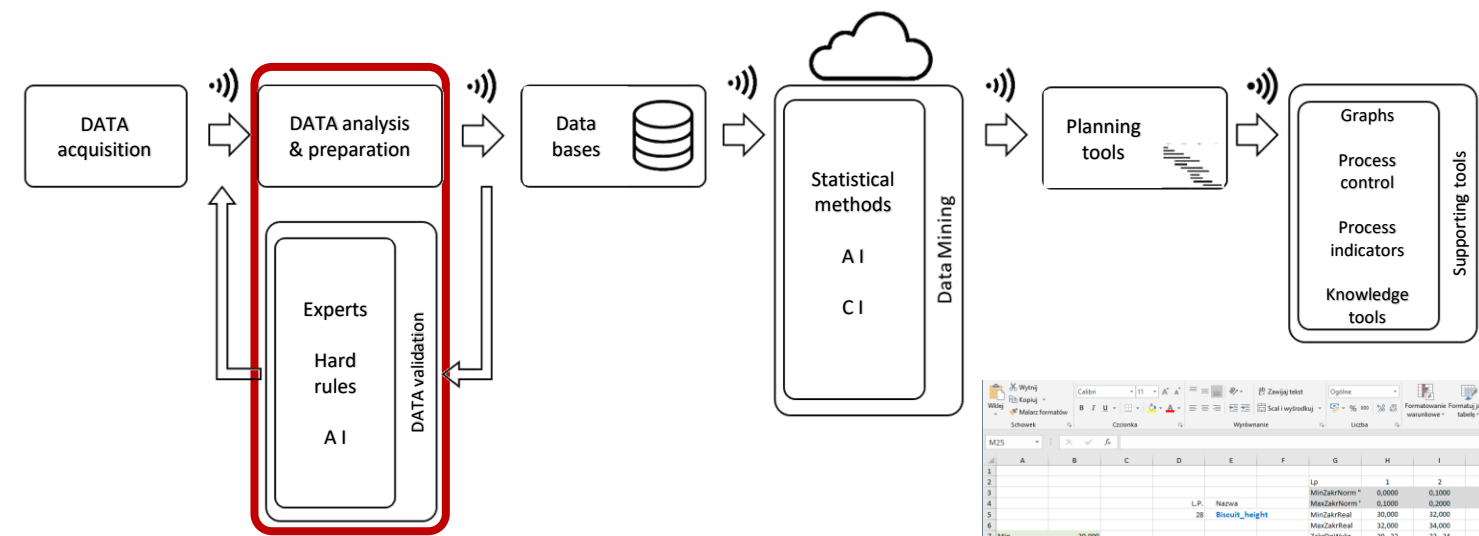 DATA
acquisition
DATA analysis
& preparation
Experts
Hard
rules
A I
DATA validation
Data
bases
Statistical
methods
A I
C I
Data Mining
Planning
tools
Graphs
Process
control
Process
indicators
Knowledge
tools
Supporting tools
Wklej
Wytnij
Kopiuj
Malarz formatów
Schowek
Calibri 11
B I U
Czcionka
Zawijaj tekst
Scal i wyśrodkuj
Wyrównanie
Ogólne
% 000
Liczba
Formatowanie
warunkowe
Formatuj j
tabelę
M25 fx
A B C D E F G H I
1
2 Lp 1 2
3 MinZakrNorm " 0,0000 0,1000
4 L.P. Nazwa MaxZakrNorm " 0,1000 0,2000
5 28 Biscuit_height MinZakrReal 30,000 32,000
6 MaxZakrReal 32,000 34,000